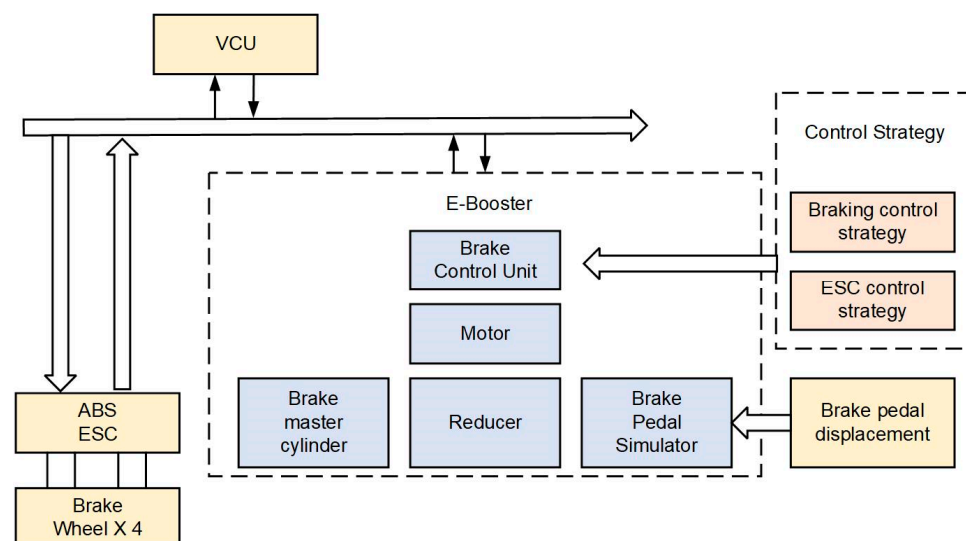 VCU
Control Strategy
Braking control
strategy
ESC control
strategy
E-Booster
Brake
Control Unit
Motor
Brake
master
cylinder
Reducer
Brake
Pedal
Simulator
Brake pedal
displacement
ABS
ESC
Brake
Wheel X 4